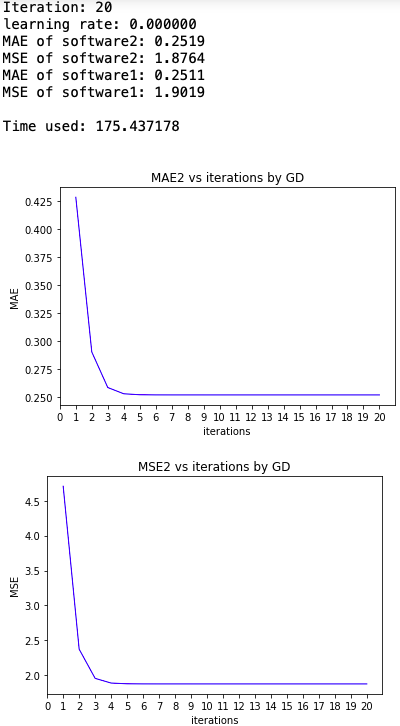 Iteration: 20
learning rate: 0.000000
MAE of software2: 0.2519
MSE of software2: 1.8764
MAE of software1: 0.2511
MSE of software1: 1.9019
Time used: 175.437178
MAE2 vs iterations by GD
0.425
0.400
0.375
0.350
0.325
0.300
0.275
0.250
MAE
0 1 2 3 4 5 6 7 8 9 10 11 12 13 14 15 16 17 18 19 20
iterations
MSE2 vs iterations by GD
4.5
4.0
3.5
3.0
2.5
2.0
MSE
0 1 2 3 4 5 6 7 8 9 10 11 12 13 14 15 16 17 18 19 20
iterations